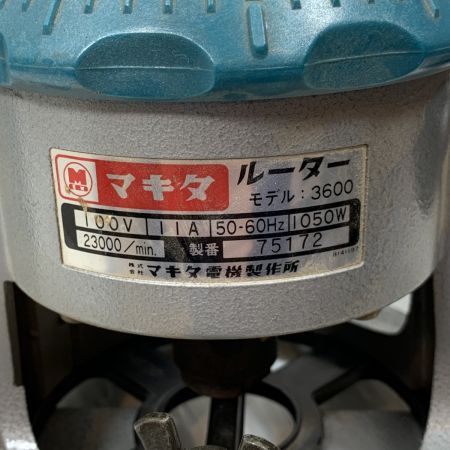 マキタ ルーター
モデル：3600
100V 11A 50-60Hz 1050W
23000/min. 製番 75172
株式会社 マキタ電機製作所